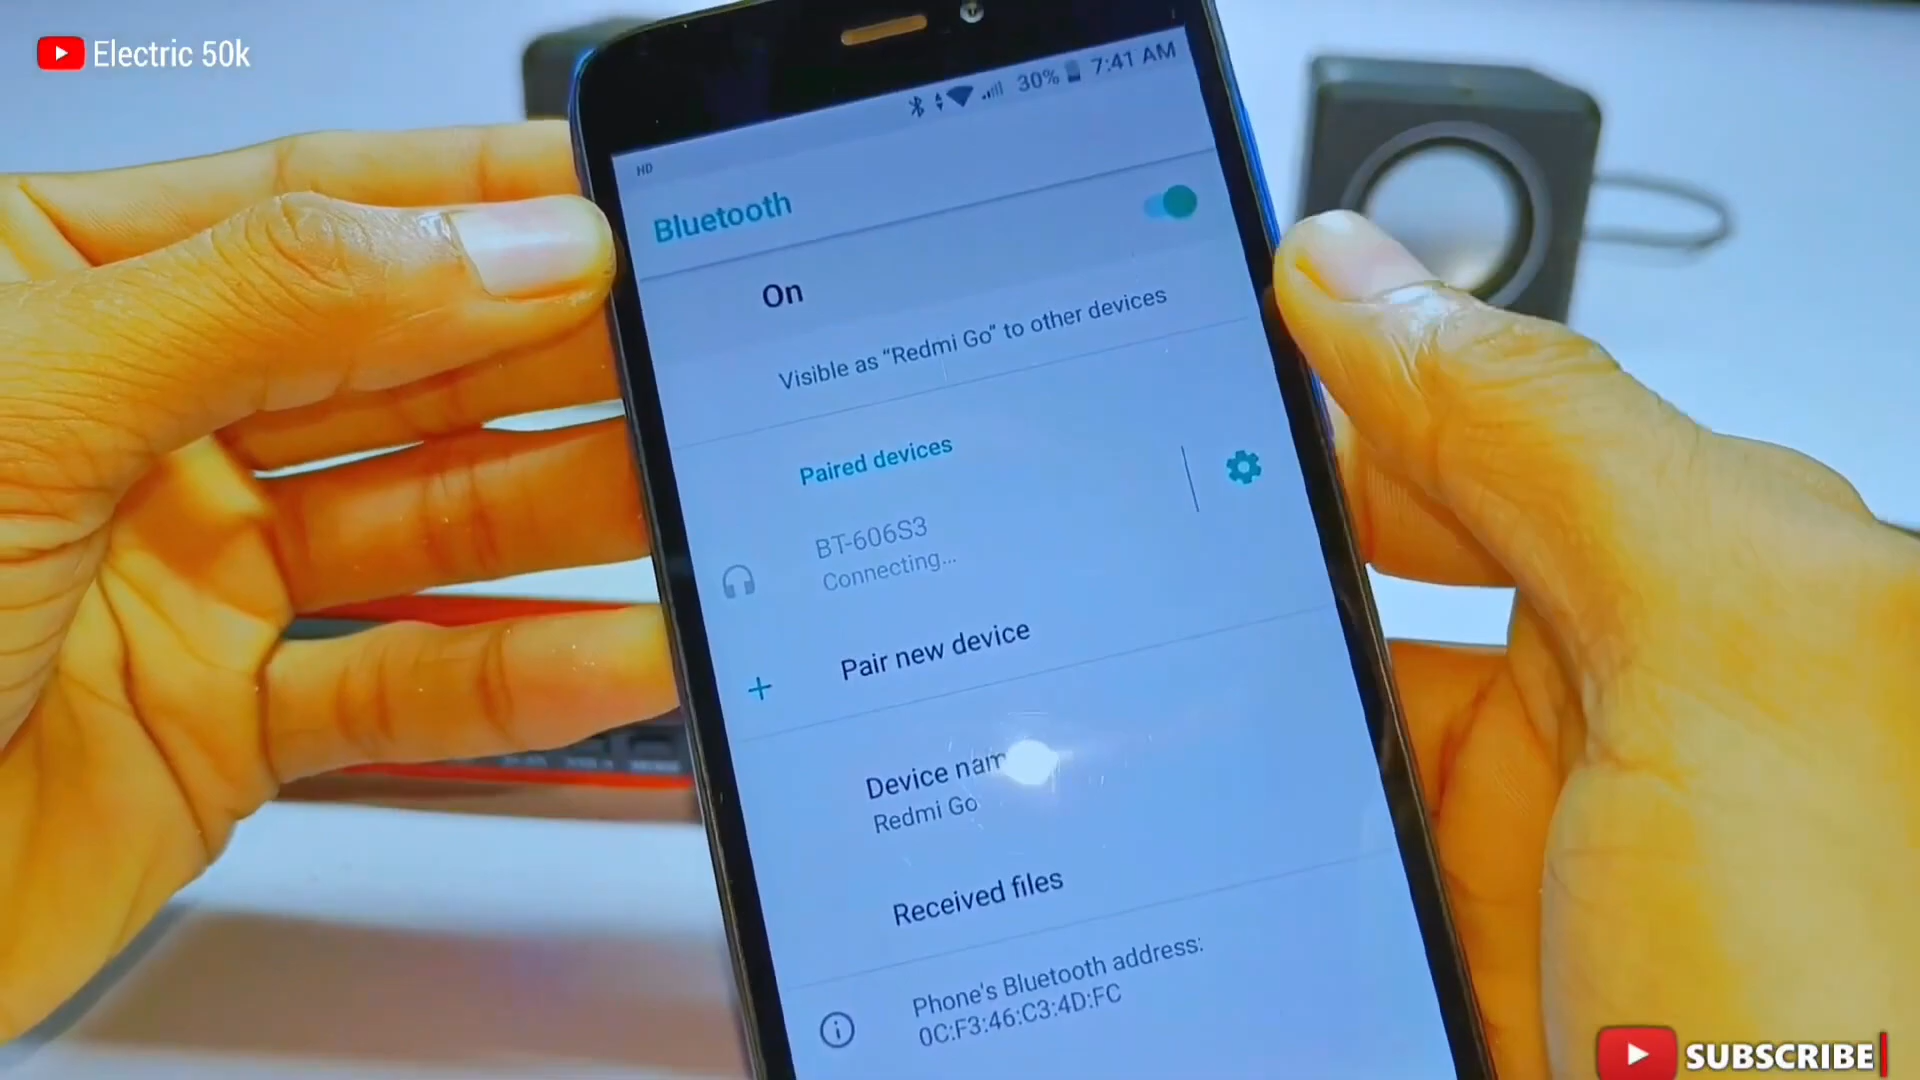 Electric 50k
30% 7:41 AM
HD
Bluetooth
On
Visible as “Redmi Go” to other devices
Paired devices
BT-606S3
Connecting...
Pair new device
Device nam
Redmi Go
Received files
Phone's Bluetooth address:
0C:F3:46:C3:4D:FC
SUBSCRIBE